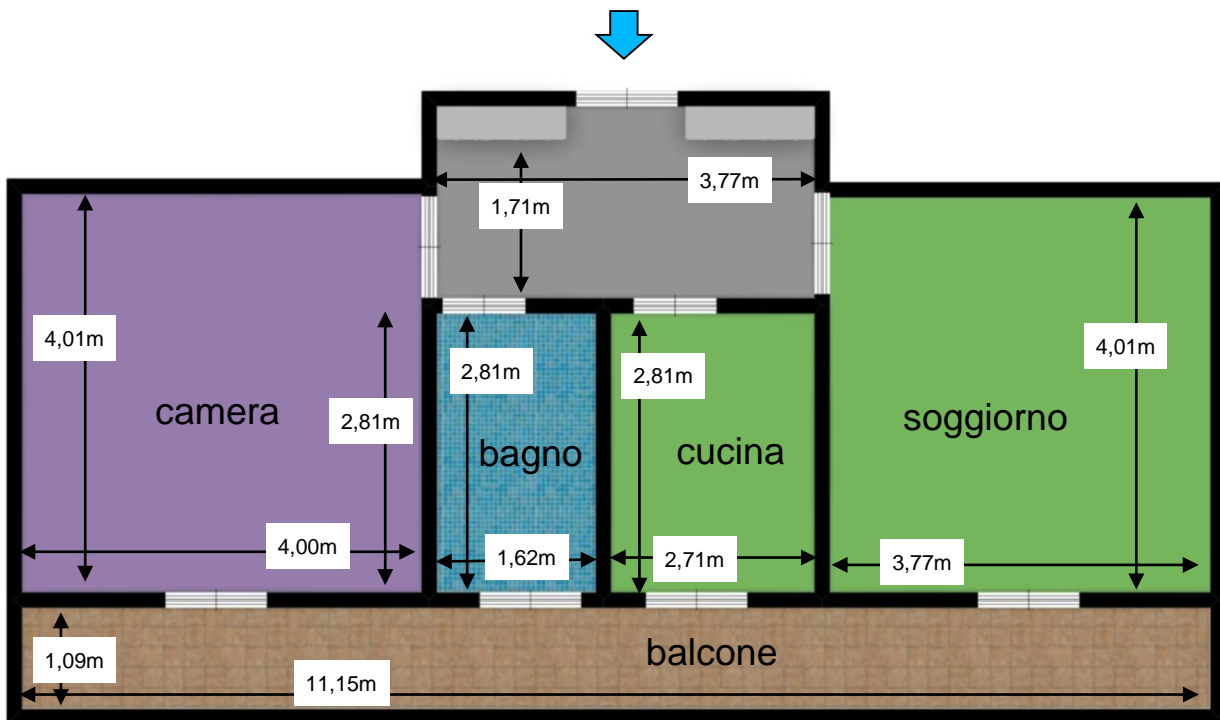 3,77m
1,71m
4,01m
4,01m
2,81m
2,81m
camera
2,81m
soggiorno
bagno
cucina
4,00m
1,62m
2,71m
3,77m
balcone
1,09m
11,15m